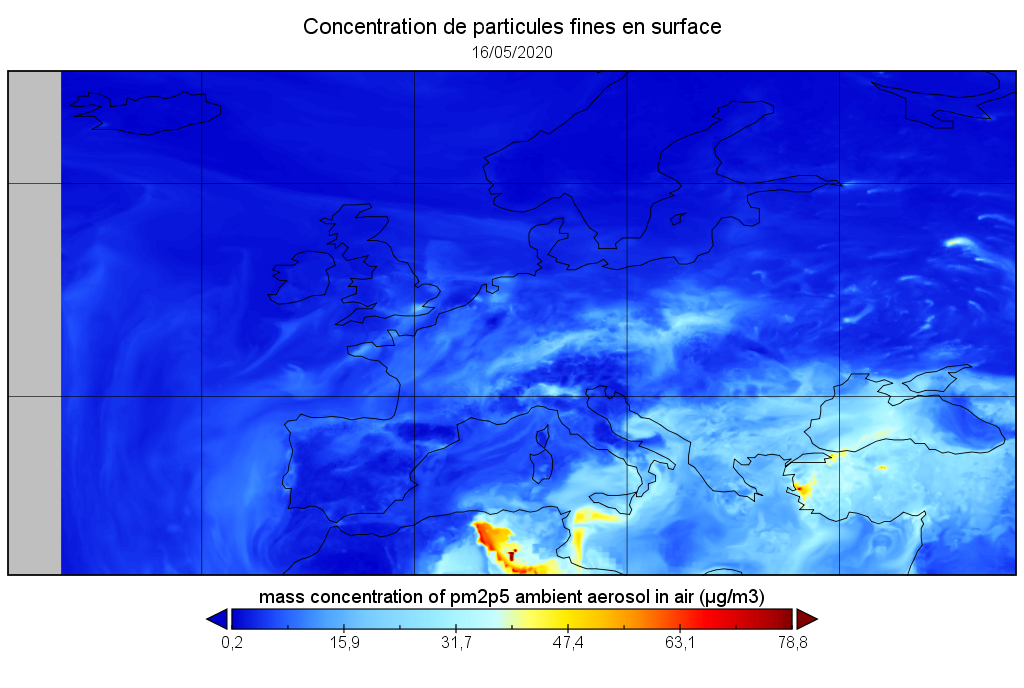 Concentration de particules fines en surface
16/05/2020
mass concentration of pm2p5 ambient aerosol in air (µg/m3)
0,2 15,9 31,7 47,4 63,1 78,8